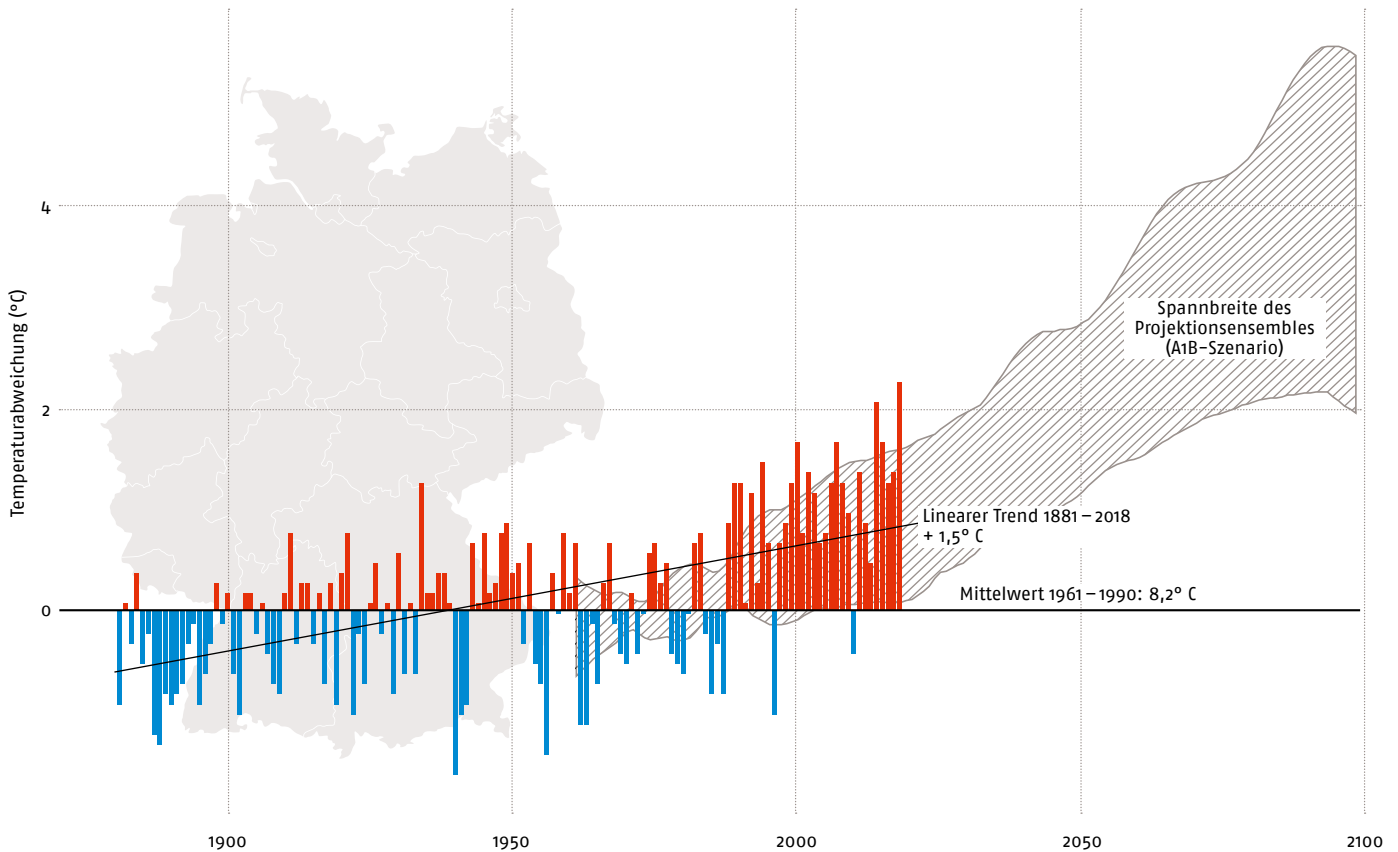 Temperaturabweichung (°C)
4
2
0
Spannbreite des
Projektionsensembles
(A1B–Szenario)
Linearer Trend 1881–2018
+ 1,5° C
Mittelwert 1961–1990: 8,2° C
1900
1950
2000
2050
2100